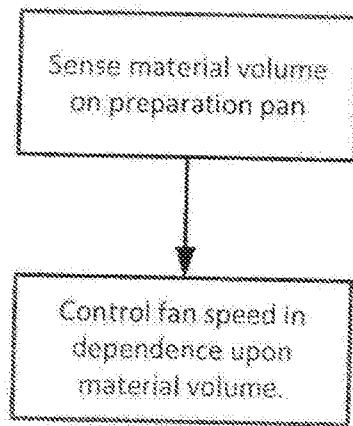 Sense material volume
on preparation pan
Control fan speed in
dependence upon
material volume.